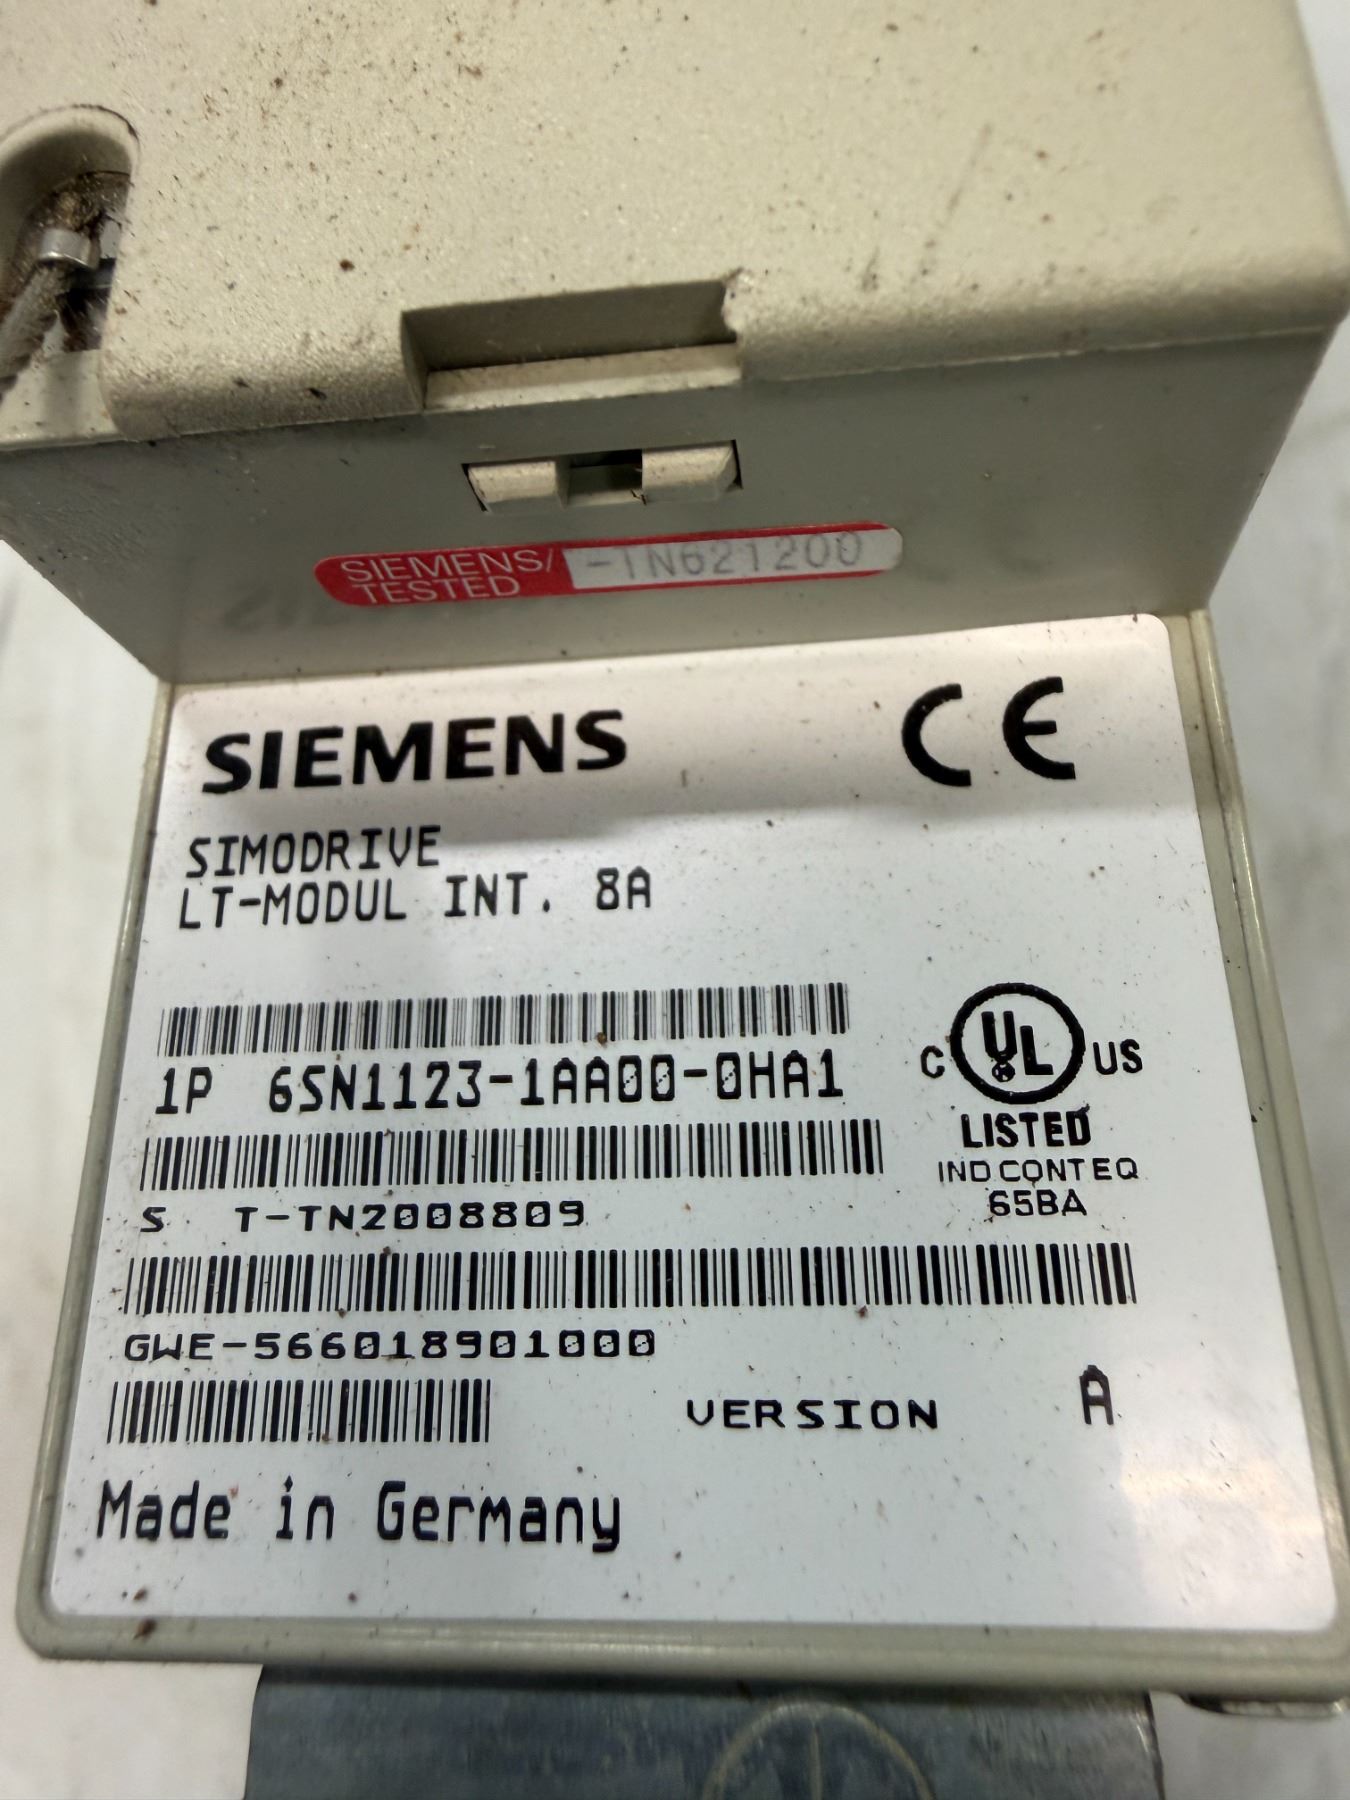 SIEMENS/ -TN621200
TESTED
SIEMENS CE
SIMODRIVE
LT-MODUL INT. 8A
1P 6SN1123-1AA00-0HA1
C UL US
LISTED
IND CONT EQ
65BA
S T-TN2008809
GWE-566018901000
VERSION A
Made in Germany